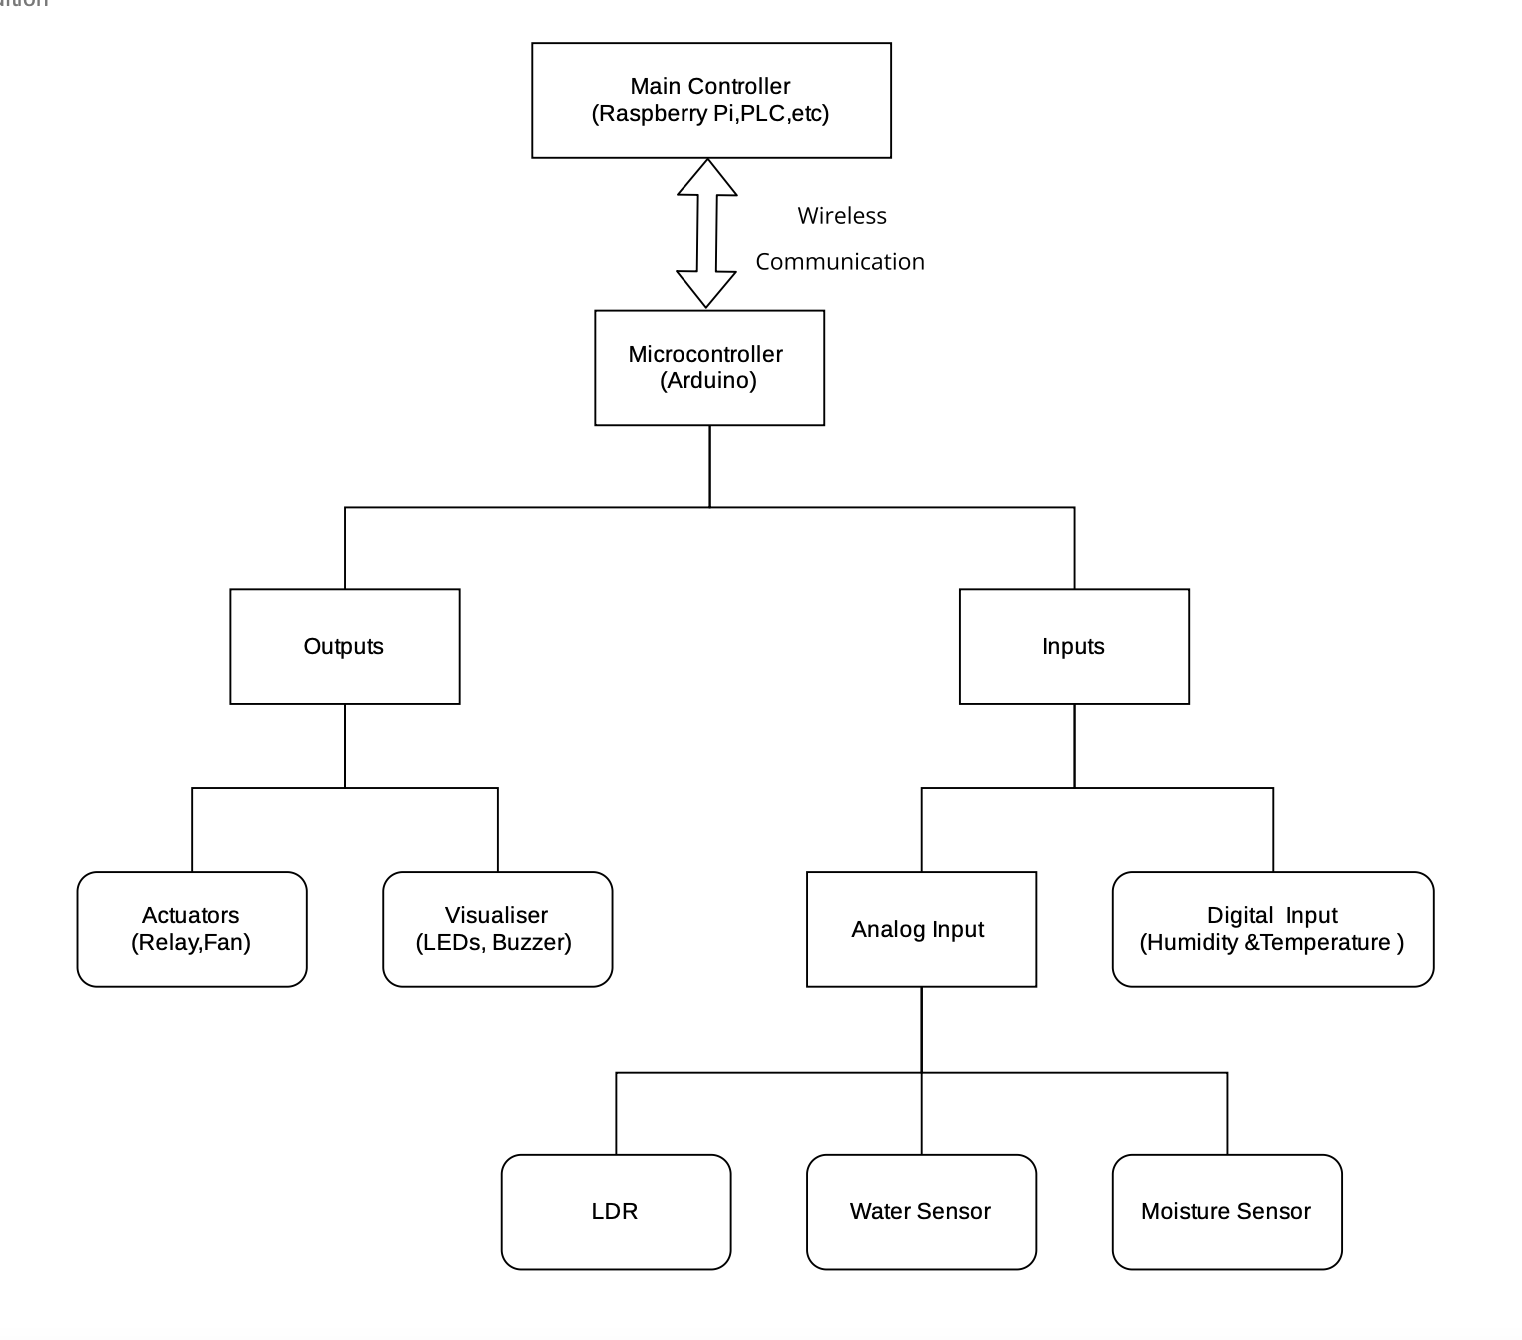 Main Controller
(Raspberry Pi,PLC,etc)
Wireless
Communication
Microcontroller
(Arduino)
Outputs
Inputs
Actuators
(Relay,Fan)
Visualiser
(LEDs, Buzzer)
Analog Input
Digital  Input
(Humidity &Temperature )
LDR
Water Sensor
Moisture Sensor